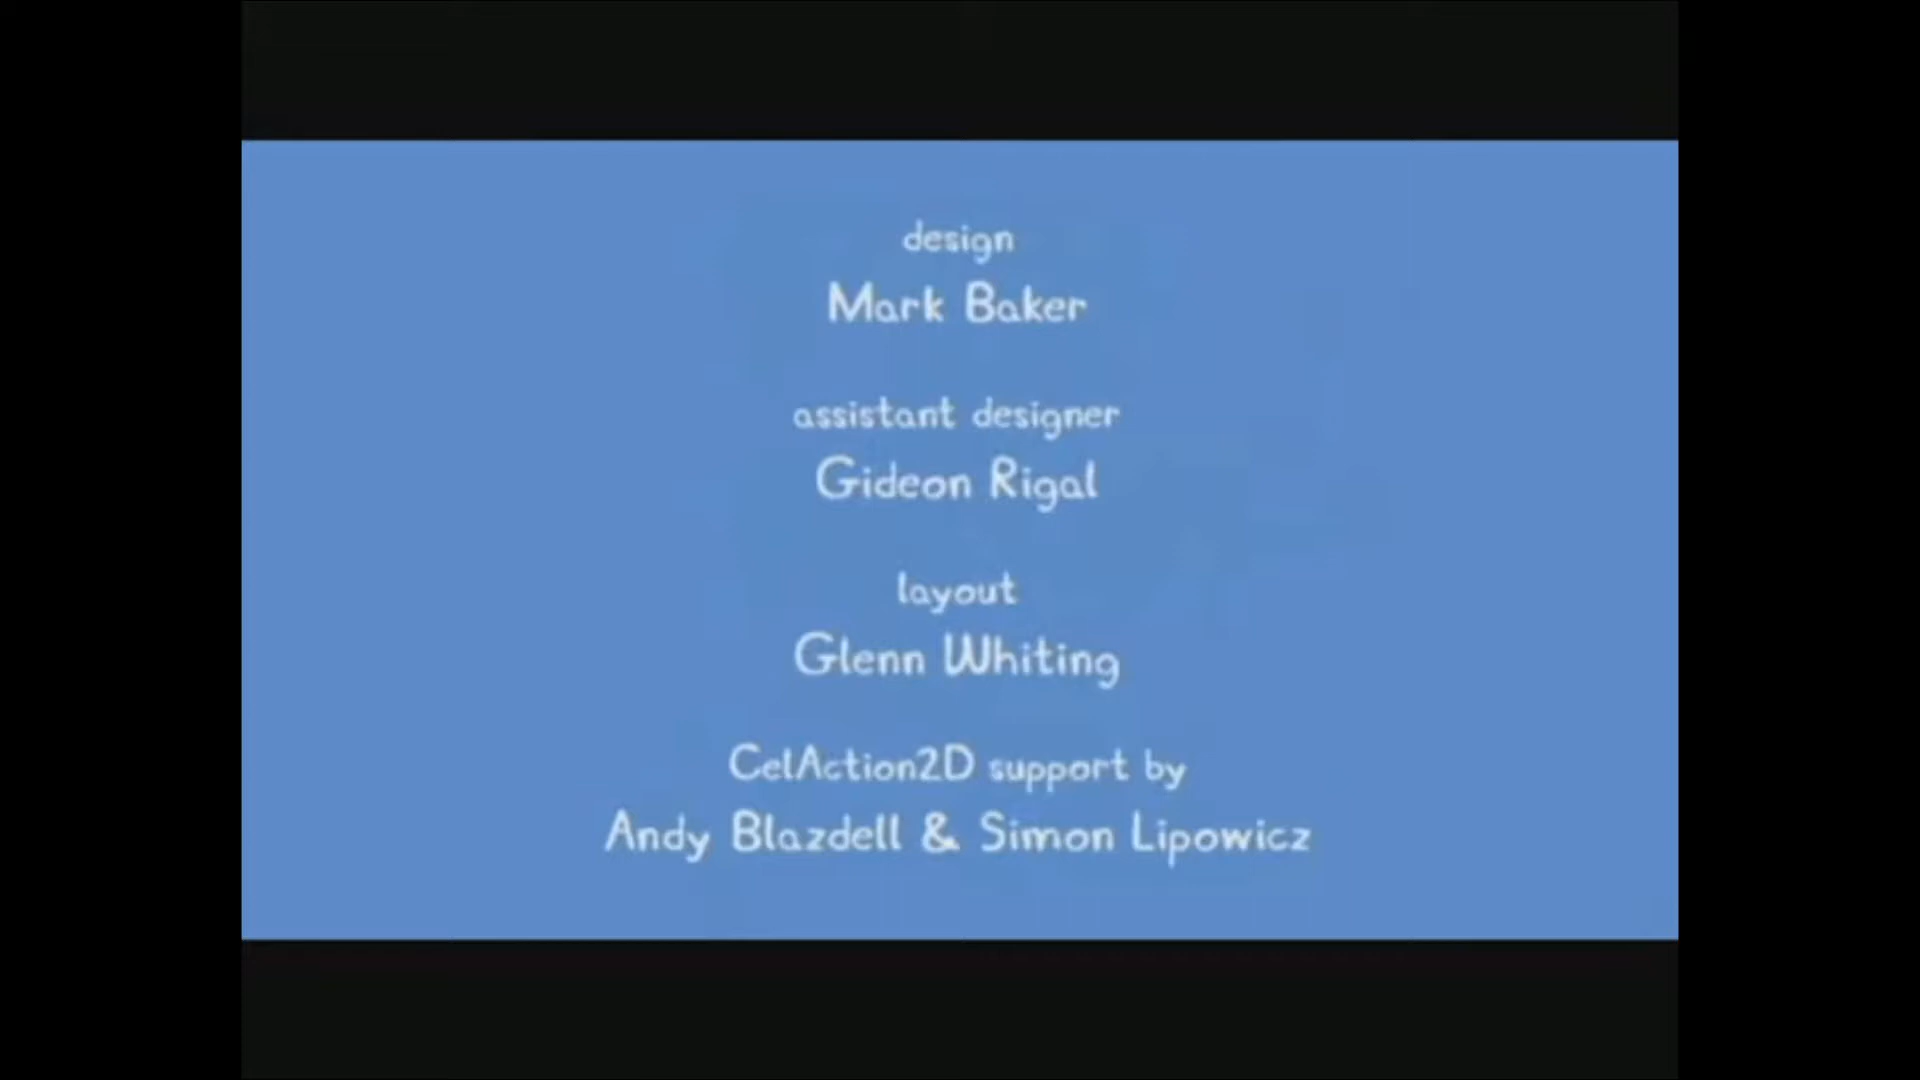 design
Mark Baker
assistant designer
Gideon Rigal
layout
Glenn Whiting
CelAction2D support by
Andy Blazdell & Simon Lipowicz